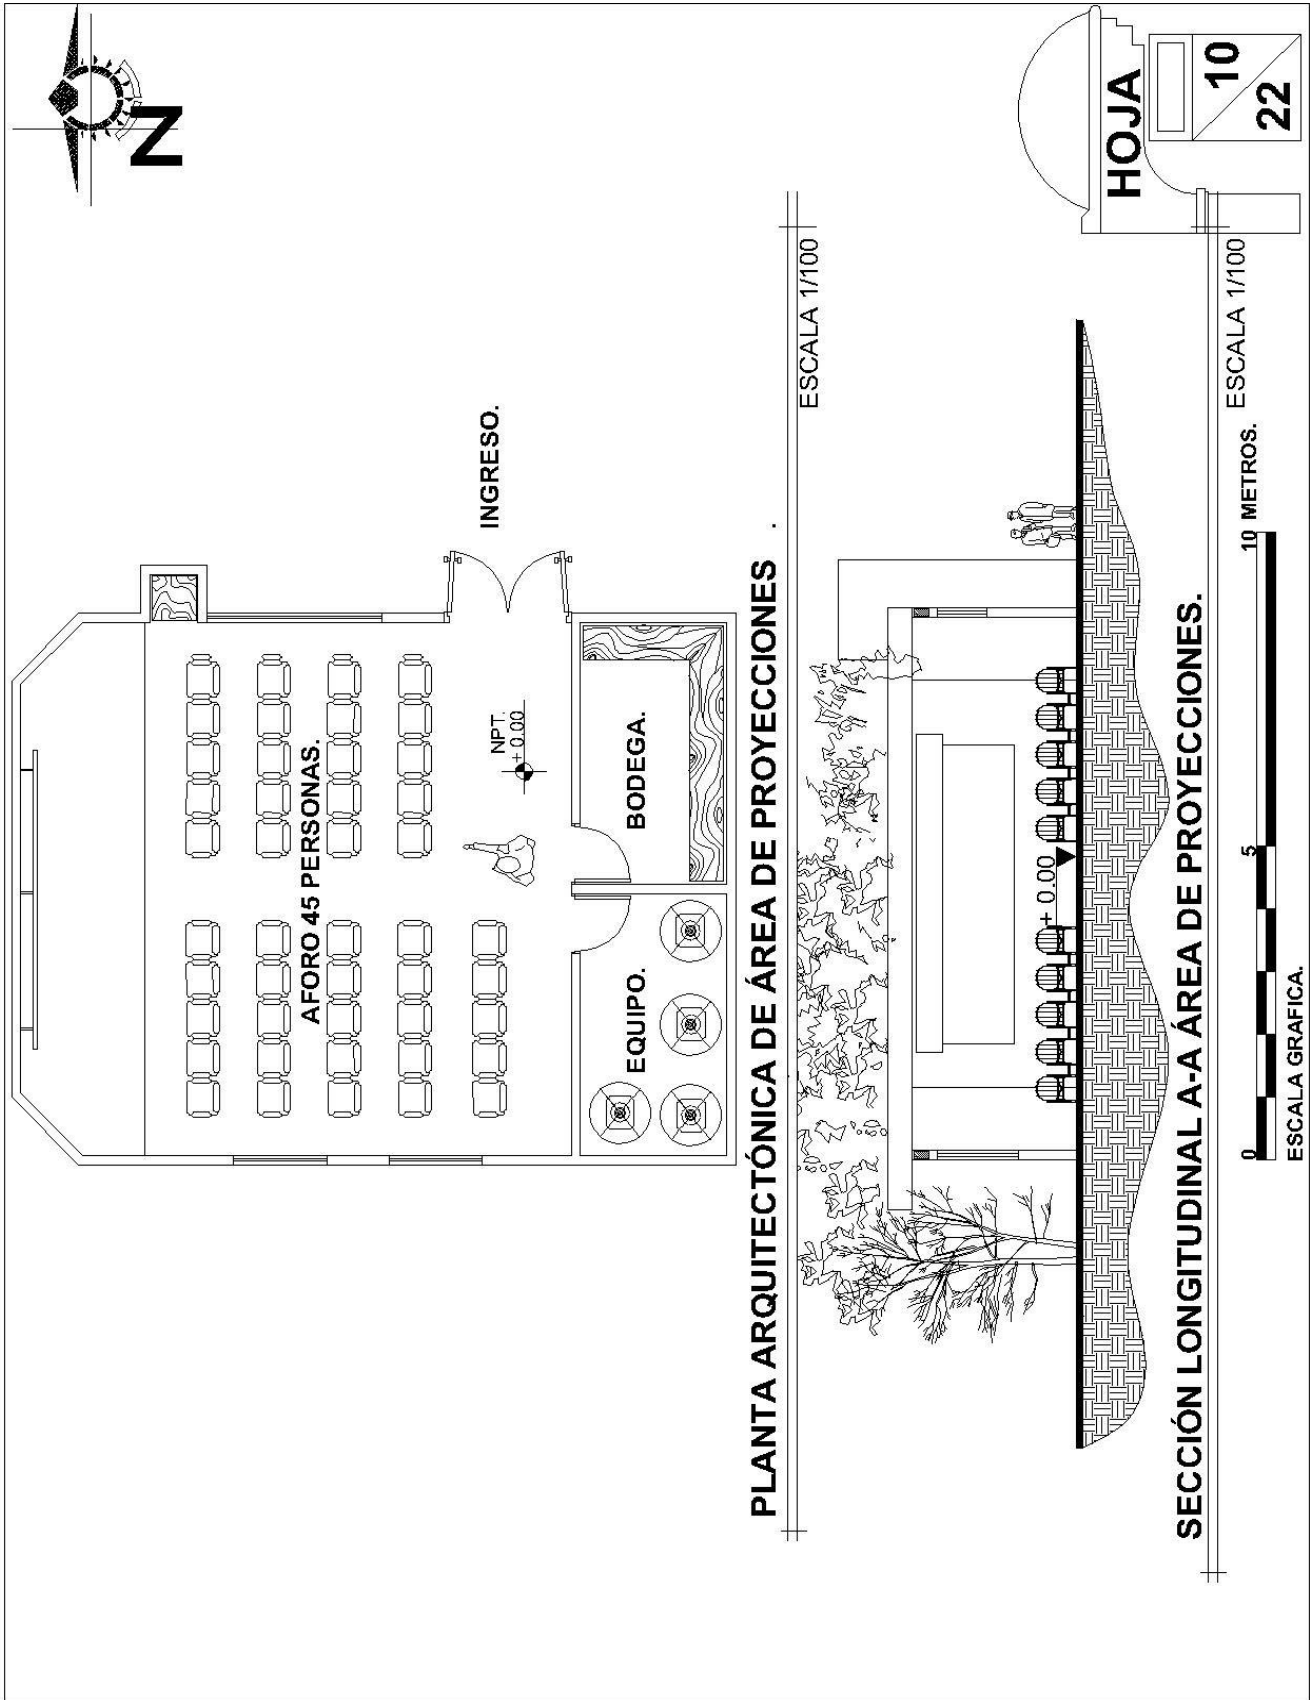 N
AFORO 45 PERSONAS.
INGRESO.
NPT.
+ 0.00
BODEGA.
EQUIPO.
PLANTA ARQUITECTÓNICA DE ÁREA DE PROYECCIONES .
ESCALA 1/100
+ 0.00
SECCIÓN LONGITUDINAL A-A ÁREA DE PROYECCIONES.
ESCALA 1/100
0 5 10 METROS.
ESCALA GRAFICA.
HOJA
10
22